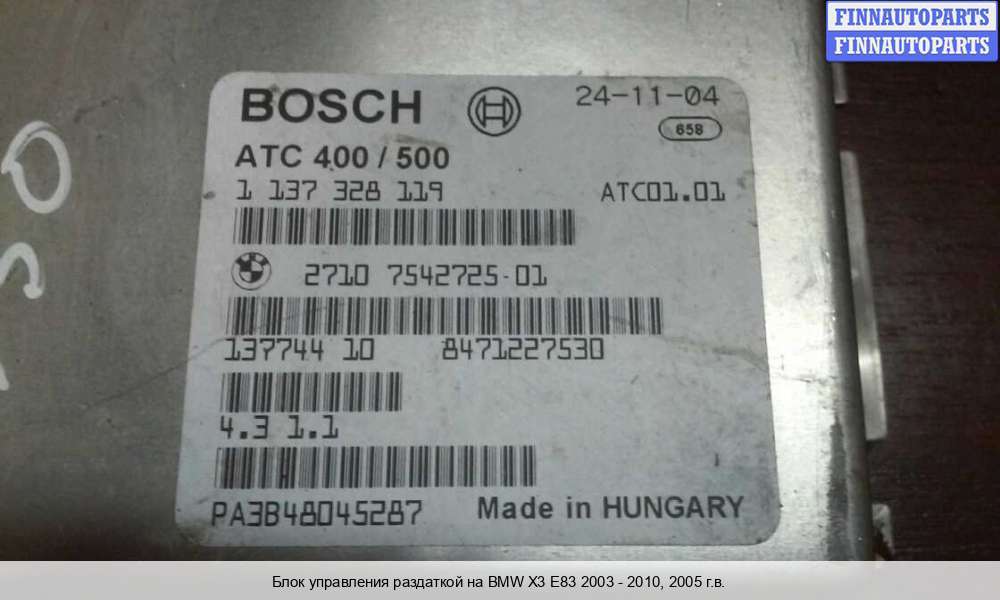 FINNAUTOPARTS
FINNAUTOPARTS
BOSCH
24-11-04
658
ATC 400 / 500
1 137 328 119
ATC01.01
2710 7542725-01
137744 10 8471227530
4.3 1.1
PA3B48045287
Made in HUNGARY
Блок управления раздаткой на BMW X3 E83 2003 - 2010, 2005 г.в.